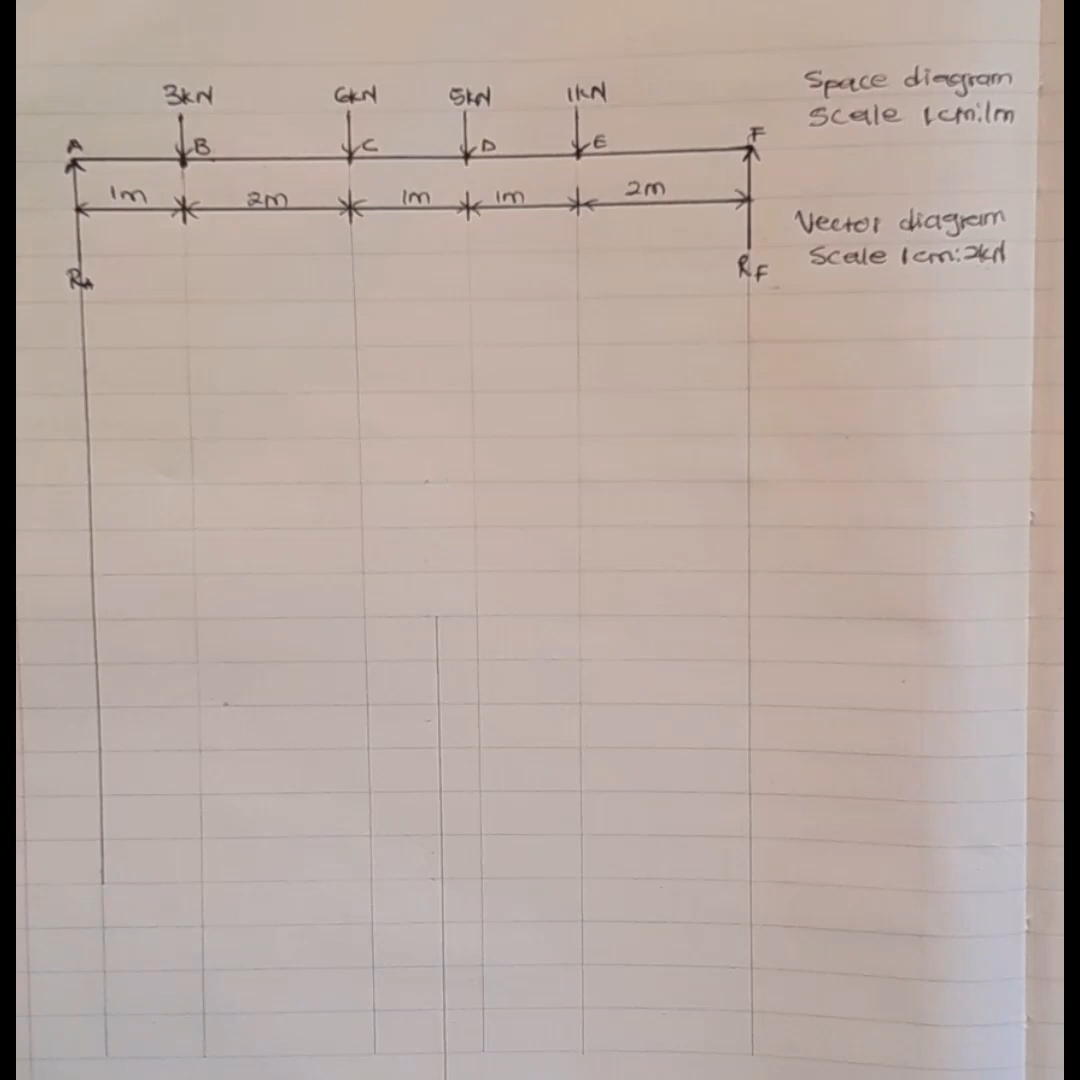 3kN 6kN 5kN 1kN
Space diagram
Scale 1cm:1m
A B C D E F
1m 2m 1m 1m 2m
Vector diagram
Scale 1cm:2kN
RA RF